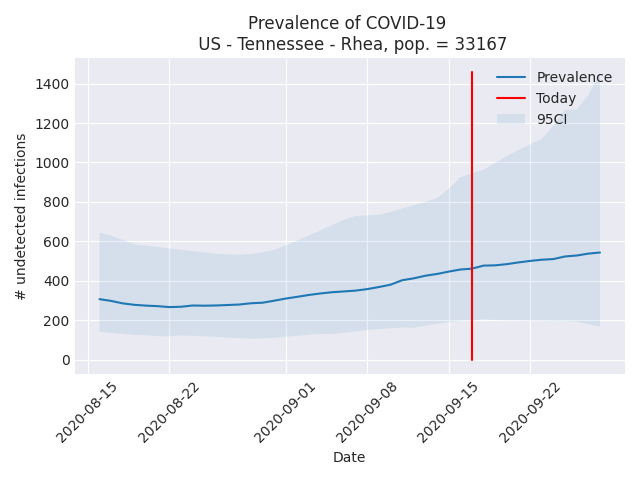 Prevalence of COVID-19
US - Tennessee - Rhea, pop. = 33167
1400
1200
1000
800
600
400
200
0
# undetected infections
Prevalence
Today
95CI
2020-08-15
2020-08-22
2020-09-01
2020-09-08
2020-09-15
2020-09-22
Date